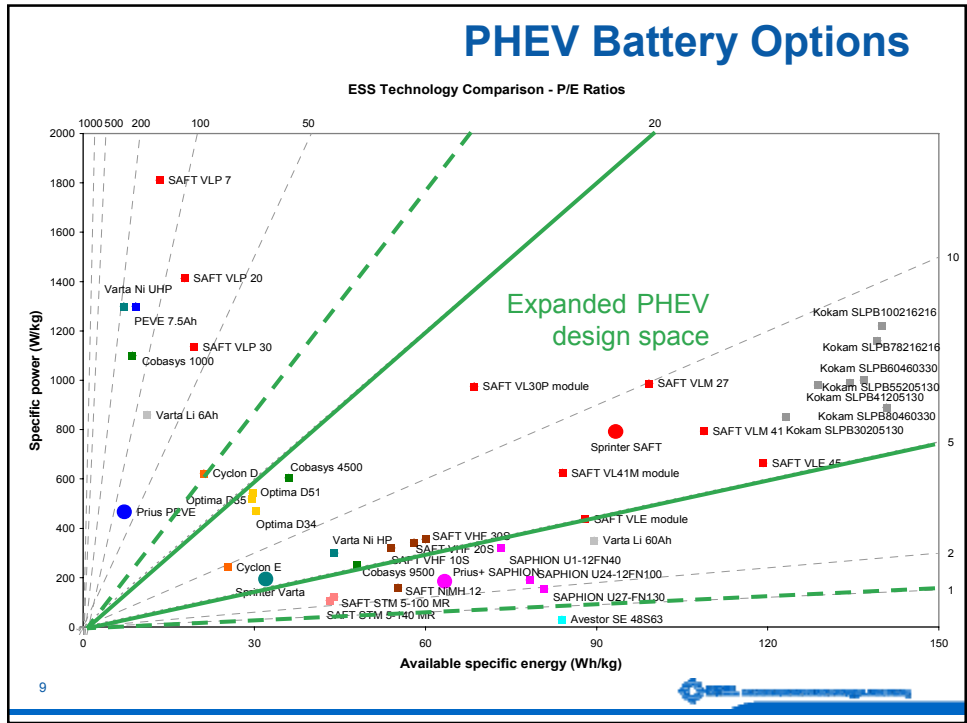 PHEV Battery Options
ESS Technology Comparison - P/E Ratios
1000 500 200 100 50 20
2000
1800
1600
1400
1200
1000
800
600
400
200
0
Specific power (W/kg)
SAFT VLP 7
SAFT VLP 20
Varta Ni UHP
PEVE 7.5Ah
SAFT VLP 30
Cobasys 1000
Varta Li 6Ah
Cyclon D
Cobasys 4500
Optima D35
Optima D51
Optima D34
Prius PEVE
Cyclon E
Sprinter Varta
Varta Ni HP
SAFT VHF 30S
SAFT VHF 20S
SAFT VHF 10S
Cobasys 9500
Prius+ SAPHION
SAFT NiMH 12
SAFT STM 5-100 MR
SAFT STM 5-140 MR
SAPHION U1-12FN40
SAPHION U24-12FN100
SAPHION U27-FN130
Avestor SE 48S63
Varta Li 60Ah
SAFT VLE module
SAFT VL41M module
SAFT VL30P module
SAFT VLM 27
Sprinter SAFT
SAFT VLM 41
SAFT VLE 45
Expanded PHEV
design space
Kokam SLPB100216216
Kokam SLPB78216216
Kokam SLPB60460330
Kokam SLPB55205130
Kokam SLPB41205130
Kokam SLPB80460330
Kokam SLPB30205130
10
5
2
1
0 30 60 90 120 150
Available specific energy (Wh/kg)
9